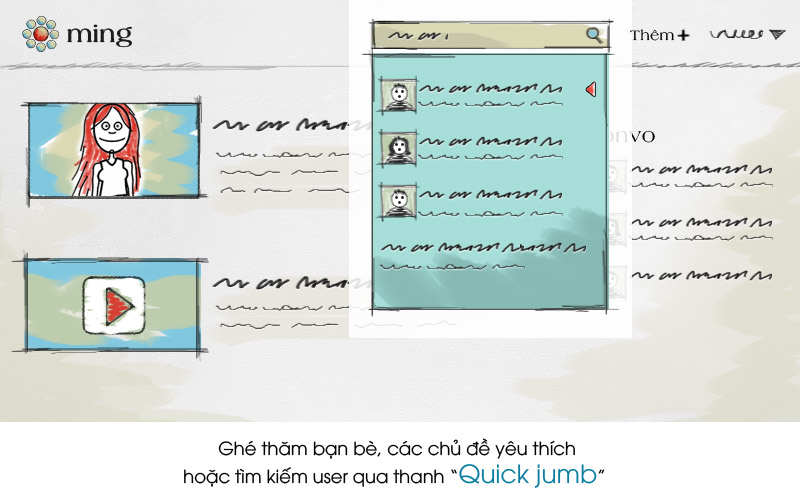 ming
Thêm+
nvo
Ghé thăm bạn bè, các chủ đề yêu thích
hoặc tìm kiếm user qua thanh “Quick jumb”